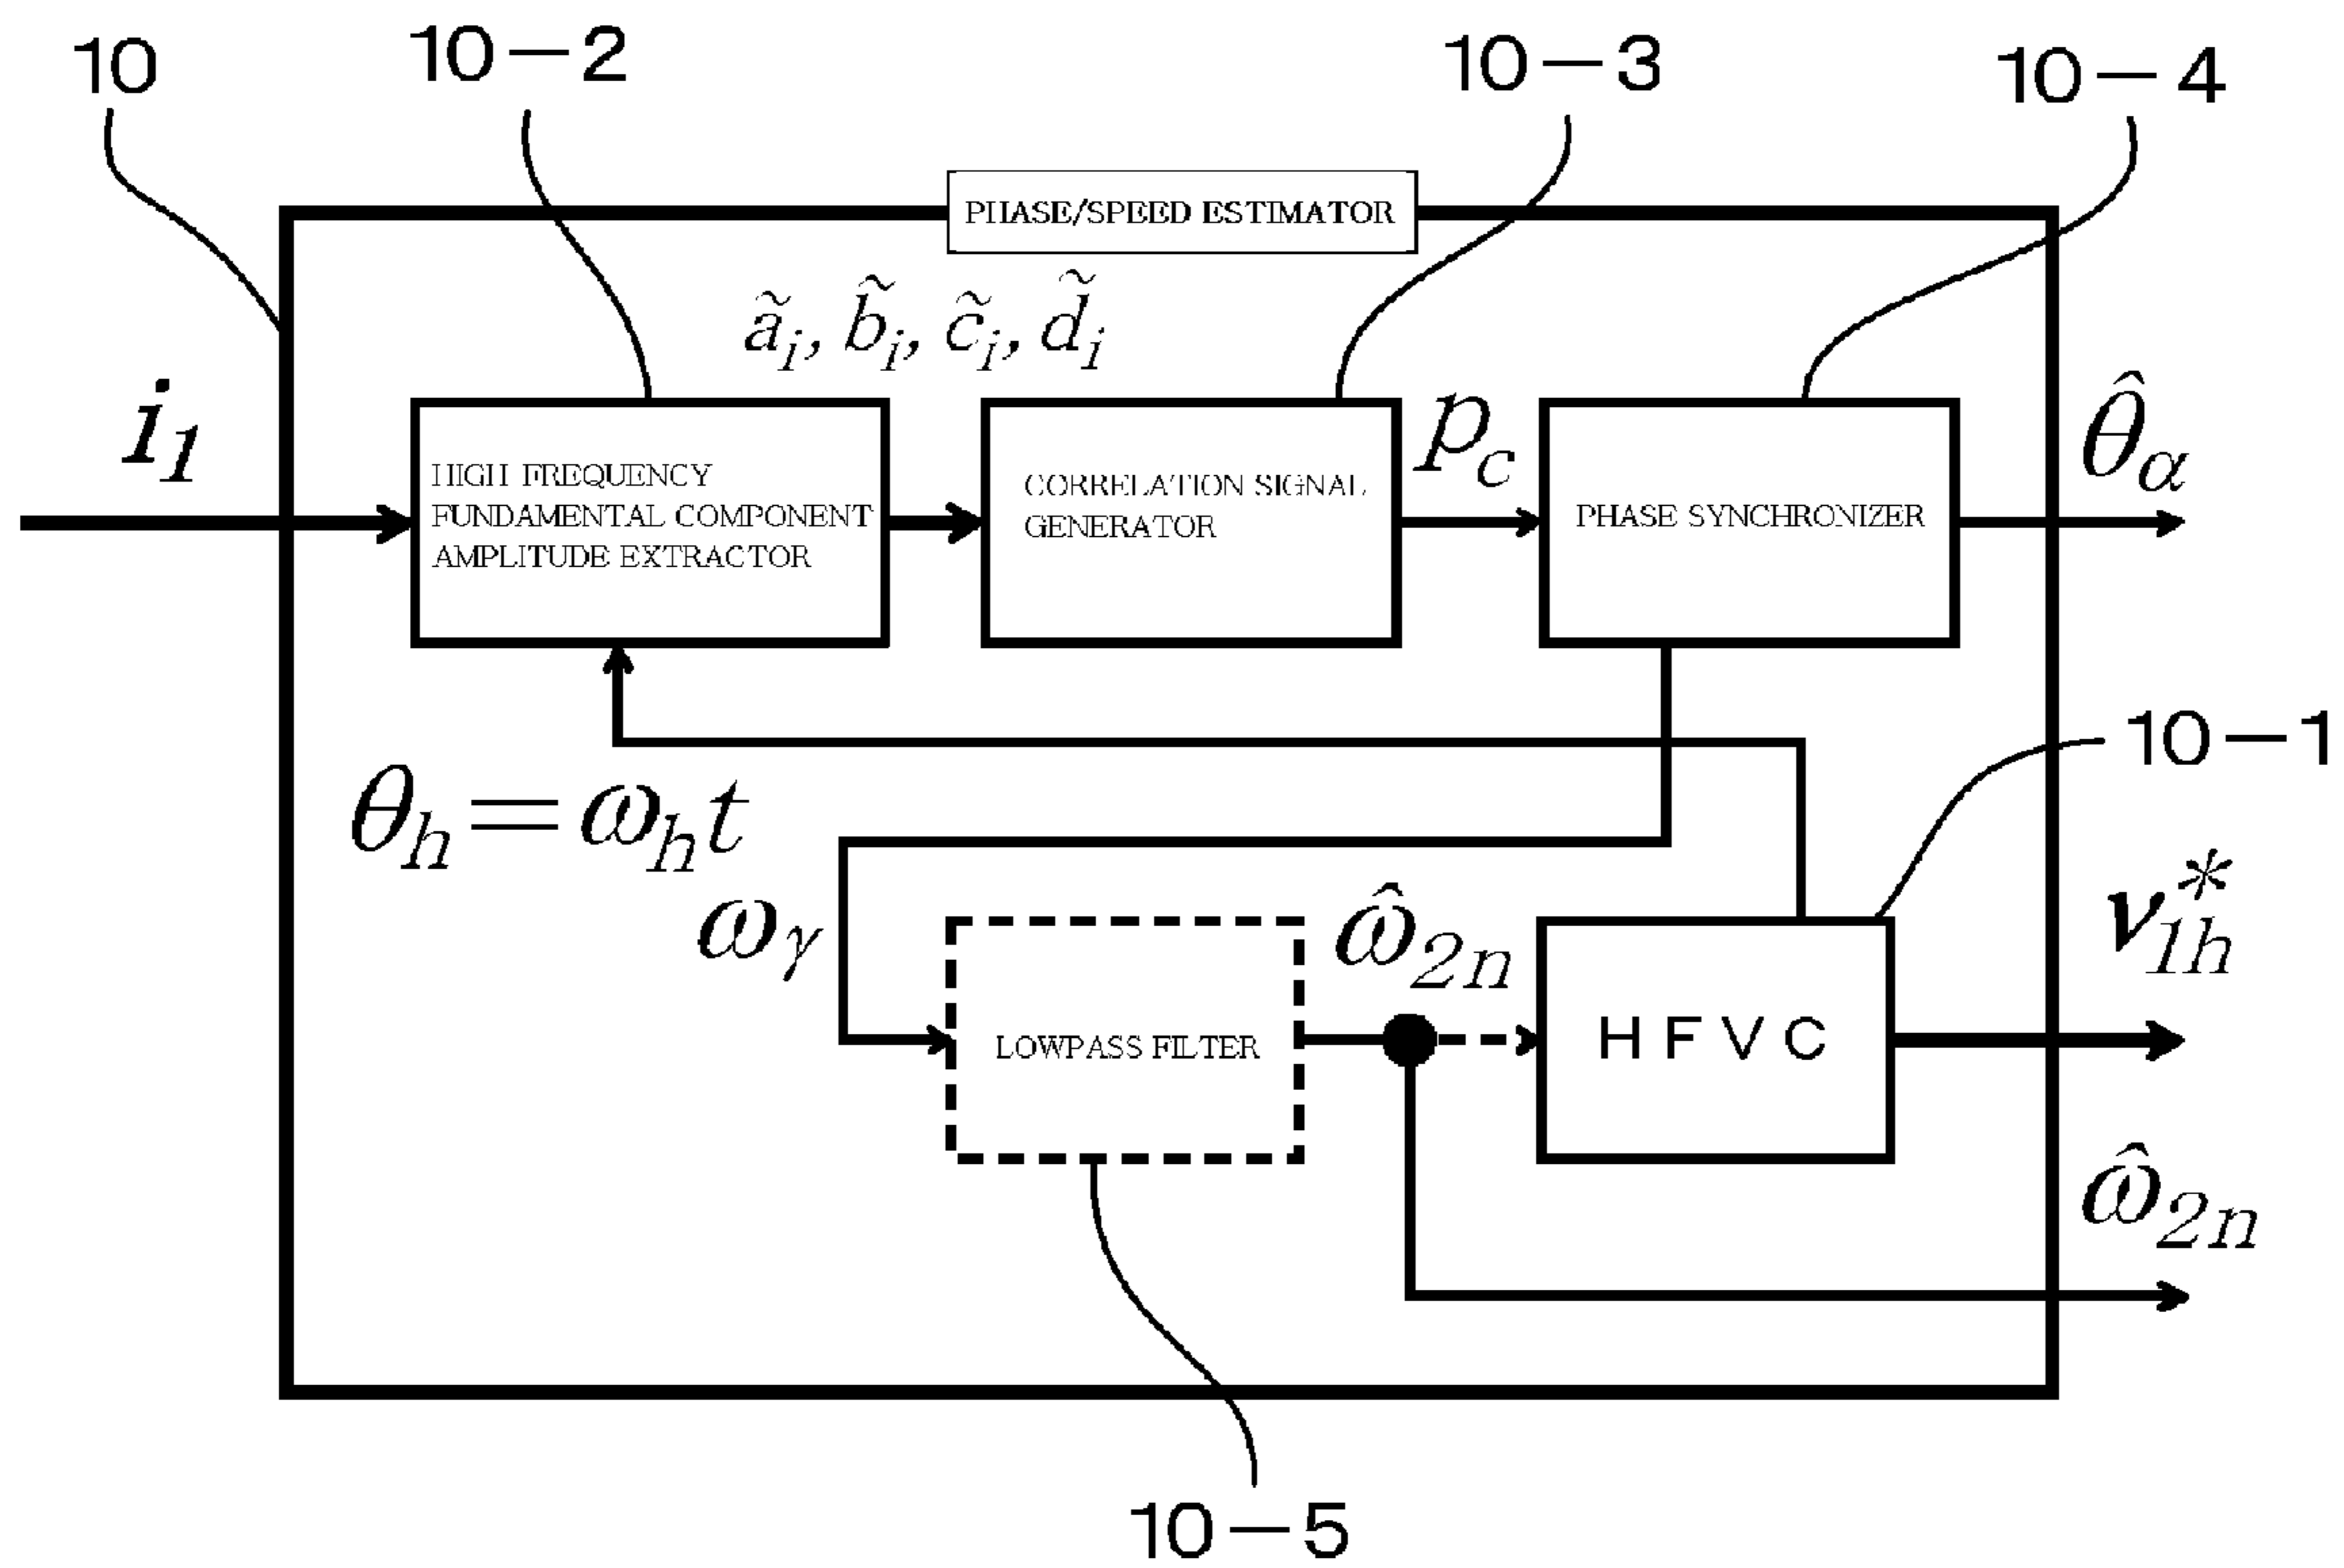 10
10-2
10-3
10-4
PHASE/SPEED ESTIMATOR
ã_i, b̃_i, c̃_i, d̃_i
i_1
HIGH FREQUENCY
FUNDAMENTAL COMPONENT
AMPLITUDE EXTRACTOR
CORRELATION SIGNAL
GENERATOR
p_c
PHASE SYNCHRONIZER
θ̂_α
10-1
θ_h=ω_h t
ω_γ
LOWPASS FILTER
ω̂_2n
HFVC
v*_1h
ω̂_2n
10-5